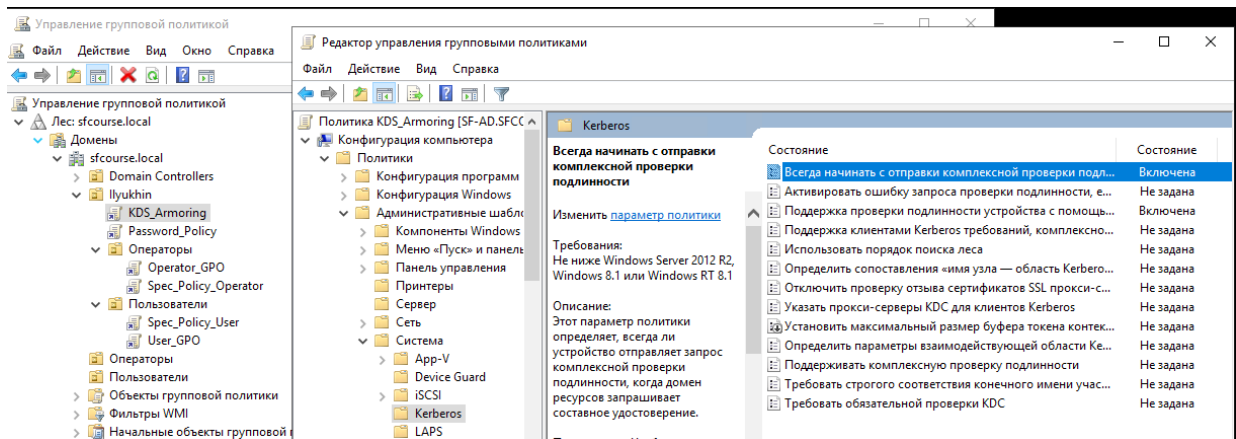 Управление групповой политикой
Файл Действие Вид Окно Справка
Управление групповой политикой
Лес: sfcourse.local
Домены
sfcourse.local
Domain Controllers
Ilyukhin
KDS_Armoring
Password_Policy
Операторы
Operator_GPO
Spec_Policy_Operator
Пользователи
Spec_Policy_User
User_GPO
Операторы
Пользователи
Объекты групповой политики
Фильтры WMI
Начальные объекты групповой
Редактор управления групповыми политиками
Файл Действие Вид Справка
Политика KDS_Armoring [SF-AD.SFCC
Конфигурация компьютера
Политики
Конфигурация программ
Конфигурация Windows
Административные шабл
Компоненты Windows
Меню «Пуск» и панель
Панель управления
Принтеры
Сервер
Сеть
Система
App-V
Device Guard
iSCSI
Kerberos
LAPS
Kerberos
Всегда начинать с отправки
комплексной проверки
подлинности
Изменить параметр политики
Требования:
Не ниже Windows Server 2012 R2,
Windows 8.1 или Windows RT 8.1
Описание:
Этот параметр политики
определяет, всегда ли
устройство отправляет запрос
комплексной проверки
подлинности, когда домен
ресурсов запрашивает
составное удостоверение.
Состояние Состояние
Всегда начинать с отправки комплексной проверки подл... Включена
Активировать ошибку запроса проверки подлинности, е... Не задана
Поддержка проверки подлинности устройства с помощь... Включена
Поддержка клиентами Kerberos требований, комплексно... Не задана
Использовать порядок поиска леса Не задана
Определить сопоставления «имя узла — область Kerbero... Не задана
Отключить проверку отзыва сертификатов SSL прокси-с... Не задана
Указать прокси-серверы KDC для клиентов Kerberos Не задана
Установить максимальный размер буфера токена контек... Не задана
Определить параметры взаимодействующей области Ke... Не задана
Поддерживать комплексную проверку подлинности Не задана
Требовать строгого соответствия конечного имени учас... Не задана
Требовать обязательной проверки KDC Не задана